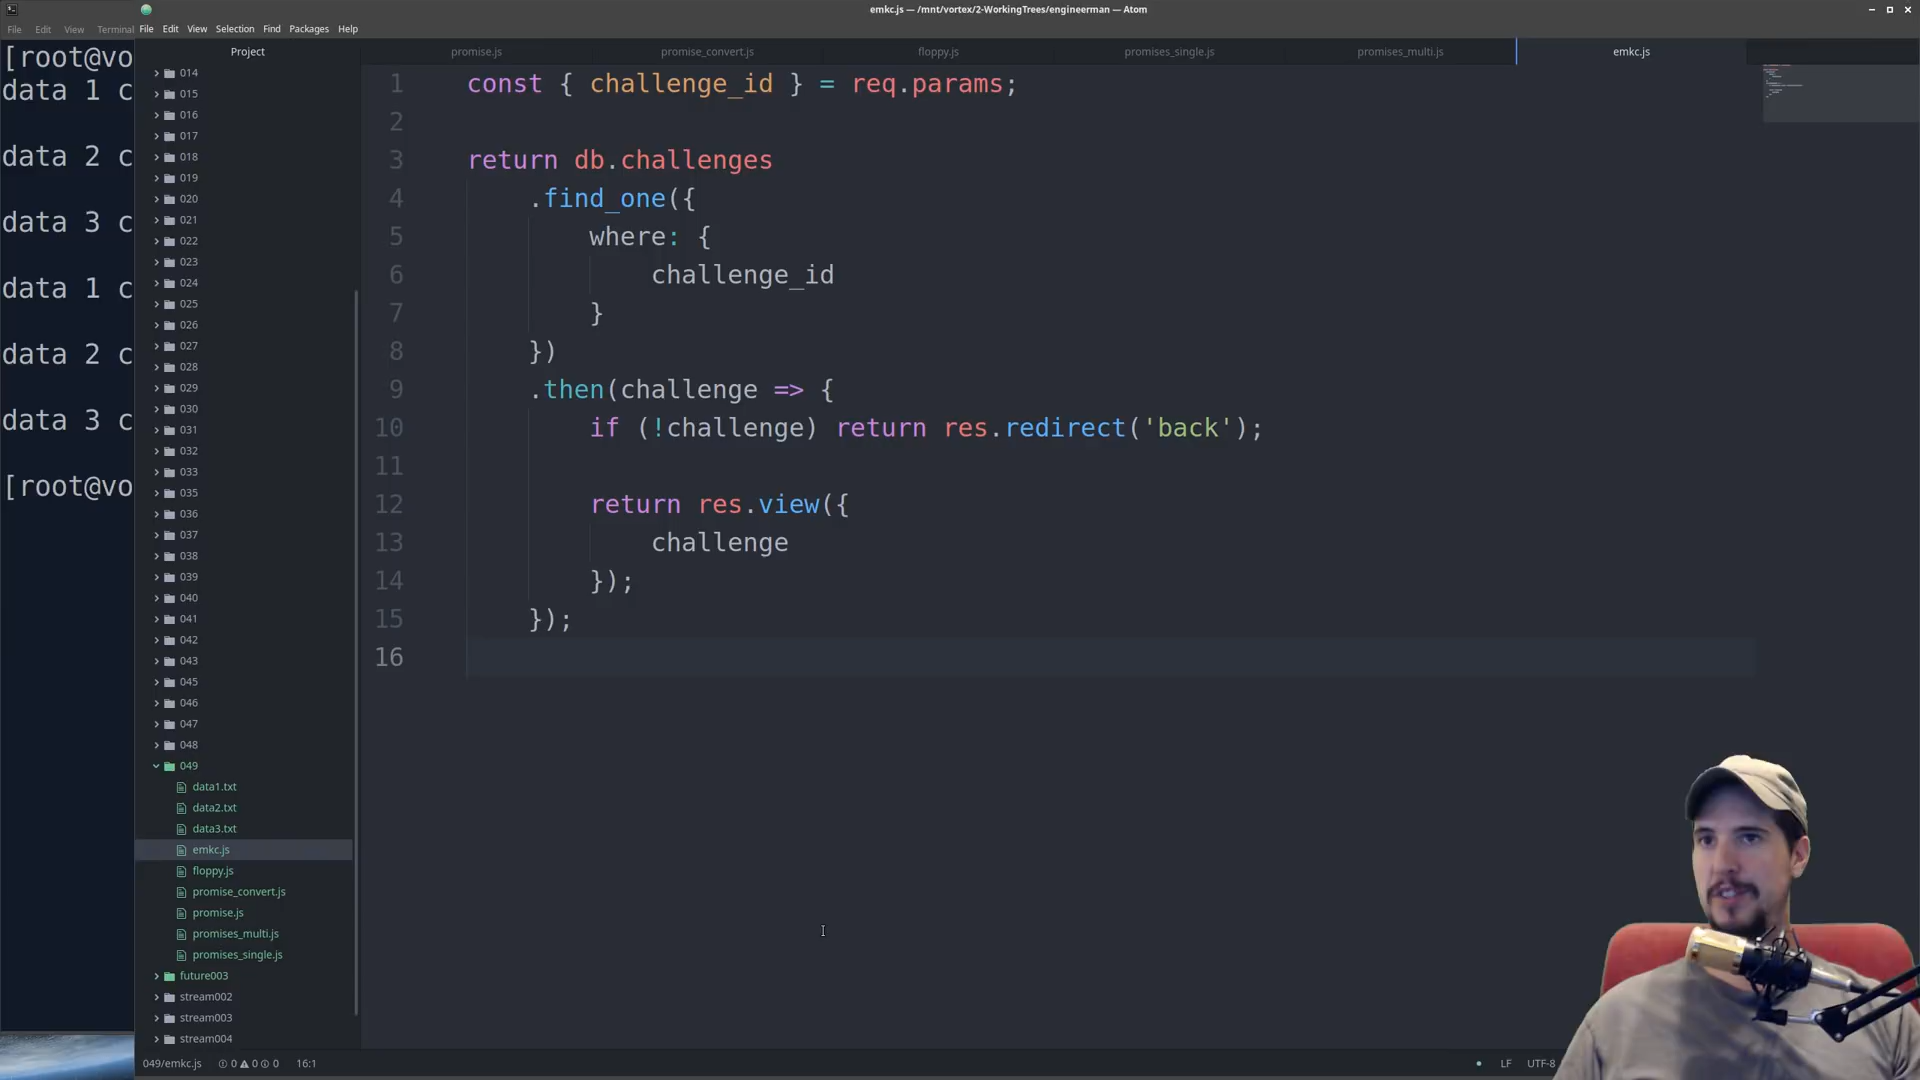 emkc.js — /mnt/vortex/2-WorkingTrees/engineerman — Atom
File Edit View Terminal
File Edit View Selection Find Packages Help
[root@vo
data 1 c
data 2 c
data 3 c
data 1 c
data 2 c
data 3 c
[root@vo
Project
014
015
016
017
018
019
020
021
022
023
024
025
026
027
028
029
030
031
032
033
035
036
037
038
039
040
041
042
043
045
046
047
048
049
data1.txt
data2.txt
data3.txt
emkc.js
floppy.js
promise_convert.js
promise.js
promises_multi.js
promises_single.js
future003
stream002
stream003
stream004
promise.js promise_convert.js floppy.js promises_single.js promises_multi.js emkc.js
1 const { challenge_id } = req.params;
2
3 return db.challenges
4 .find_one({
5 where: {
6 challenge_id
7 }
8 })
9 .then(challenge => {
10 if (!challenge) return res.redirect('back');
11
12 return res.view({
13 challenge
14 });
15 });
16
049/emkc.js 0 0 0 16:1 LF UTF-8